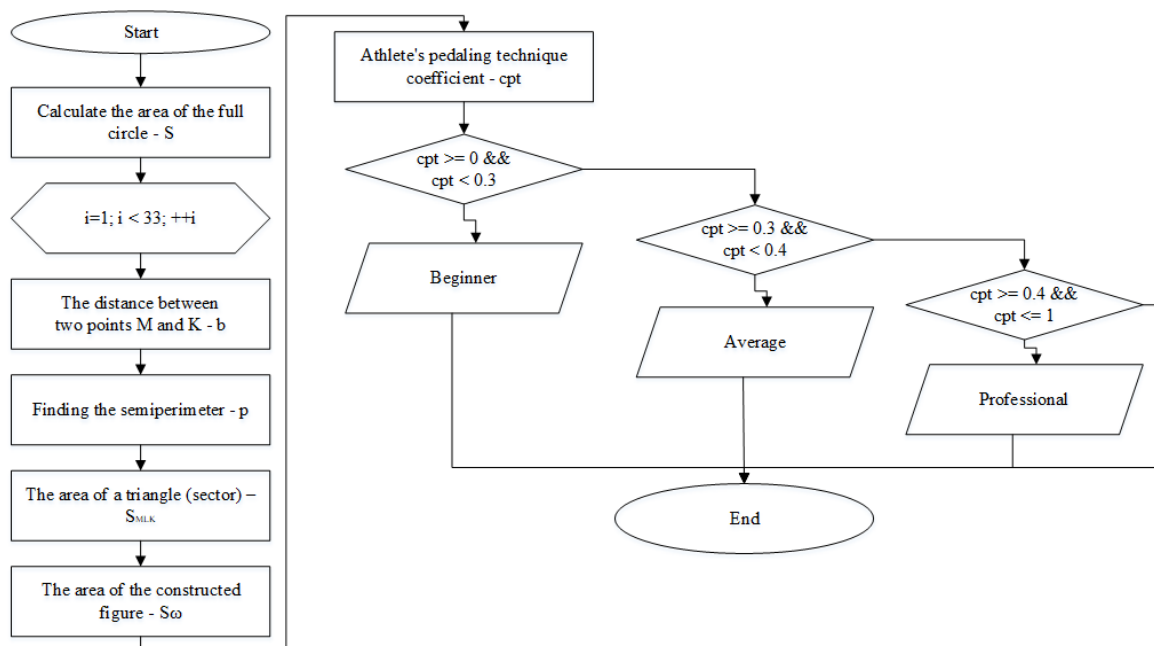 Start
Calculate the area of the full
circle - S
i=1; i < 33; ++i
The distance between
two points M and K - b
Finding the semiperimeter - p
The area of a triangle (sector) –
SMLK
The area of the constructed
figure - Sω
Athlete's pedaling technique
coefficient - cpt
cpt >= 0 &&
cpt < 0.3
Beginner
cpt >= 0.3 &&
cpt < 0.4
Average
cpt >= 0.4 &&
cpt <= 1
Professional
End